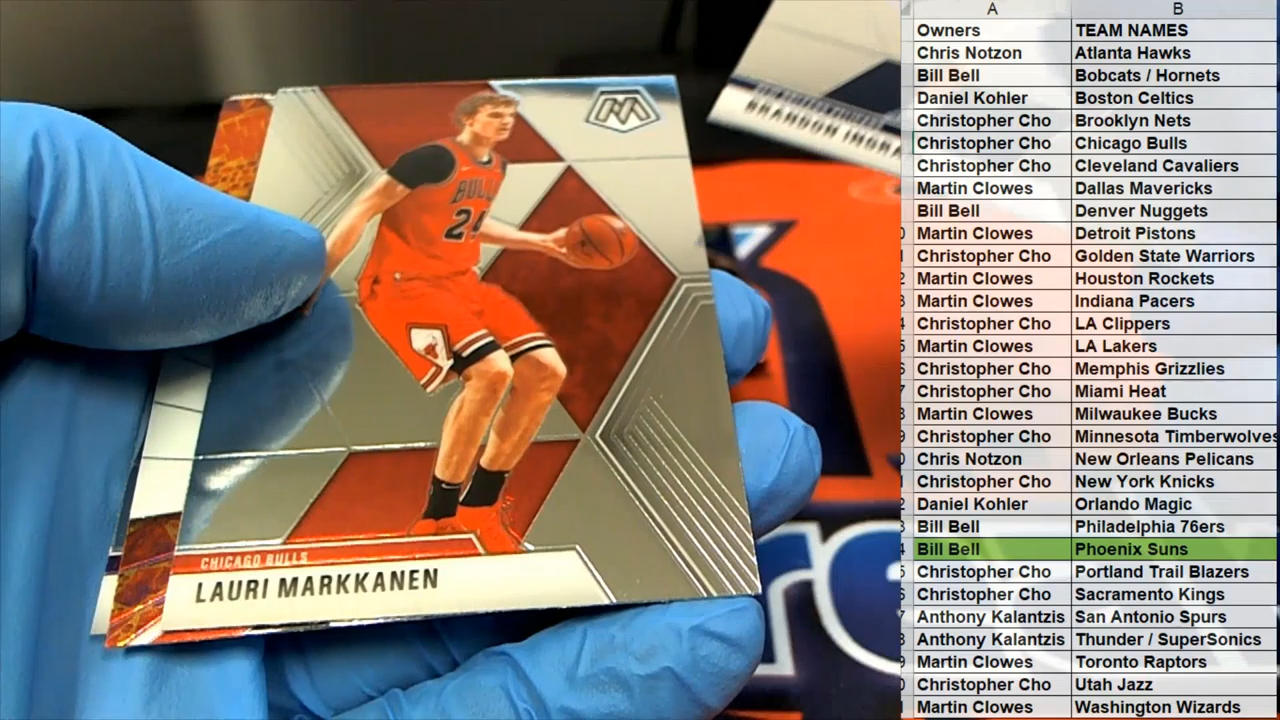 BRANDON INGRA
BULLS
24
CHICAGO BULLS
LAURI MARKKANEN
A B
Owners TEAM NAMES
Chris Notzon Atlanta Hawks
Bill Bell Bobcats / Hornets
Daniel Kohler Boston Celtics
Christopher Cho Brooklyn Nets
Christopher Cho Chicago Bulls
Christopher Cho Cleveland Cavaliers
Martin Clowes Dallas Mavericks
Bill Bell Denver Nuggets
Martin Clowes Detroit Pistons
Christopher Cho Golden State Warriors
Martin Clowes Houston Rockets
Martin Clowes Indiana Pacers
Christopher Cho LA Clippers
Martin Clowes LA Lakers
Christopher Cho Memphis Grizzlies
Christopher Cho Miami Heat
Martin Clowes Milwaukee Bucks
Christopher Cho Minnesota Timberwolves
Chris Notzon New Orleans Pelicans
Christopher Cho New York Knicks
Daniel Kohler Orlando Magic
Bill Bell Philadelphia 76ers
Bill Bell Phoenix Suns
Christopher Cho Portland Trail Blazers
Christopher Cho Sacramento Kings
Anthony Kalantzis San Antonio Spurs
Anthony Kalantzis Thunder / SuperSonics
Martin Clowes Toronto Raptors
Christopher Cho Utah Jazz
Martin Clowes Washington Wizards